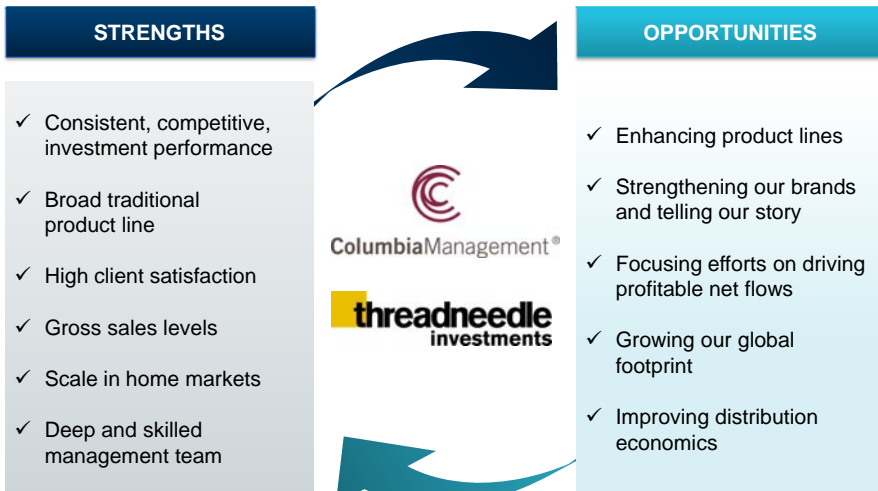 STRENGTHS
✓ Consistent, competitive,
investment performance
✓ Broad traditional
product line
✓ High client satisfaction
✓ Gross sales levels
✓ Scale in home markets
✓ Deep and skilled
management team
ColumbiaManagement®
threadneedle
investments
OPPORTUNITIES
✓ Enhancing product lines
✓ Strengthening our brands
and telling our story
✓ Focusing efforts on driving
profitable net flows
✓ Growing our global
footprint
✓ Improving distribution
economics